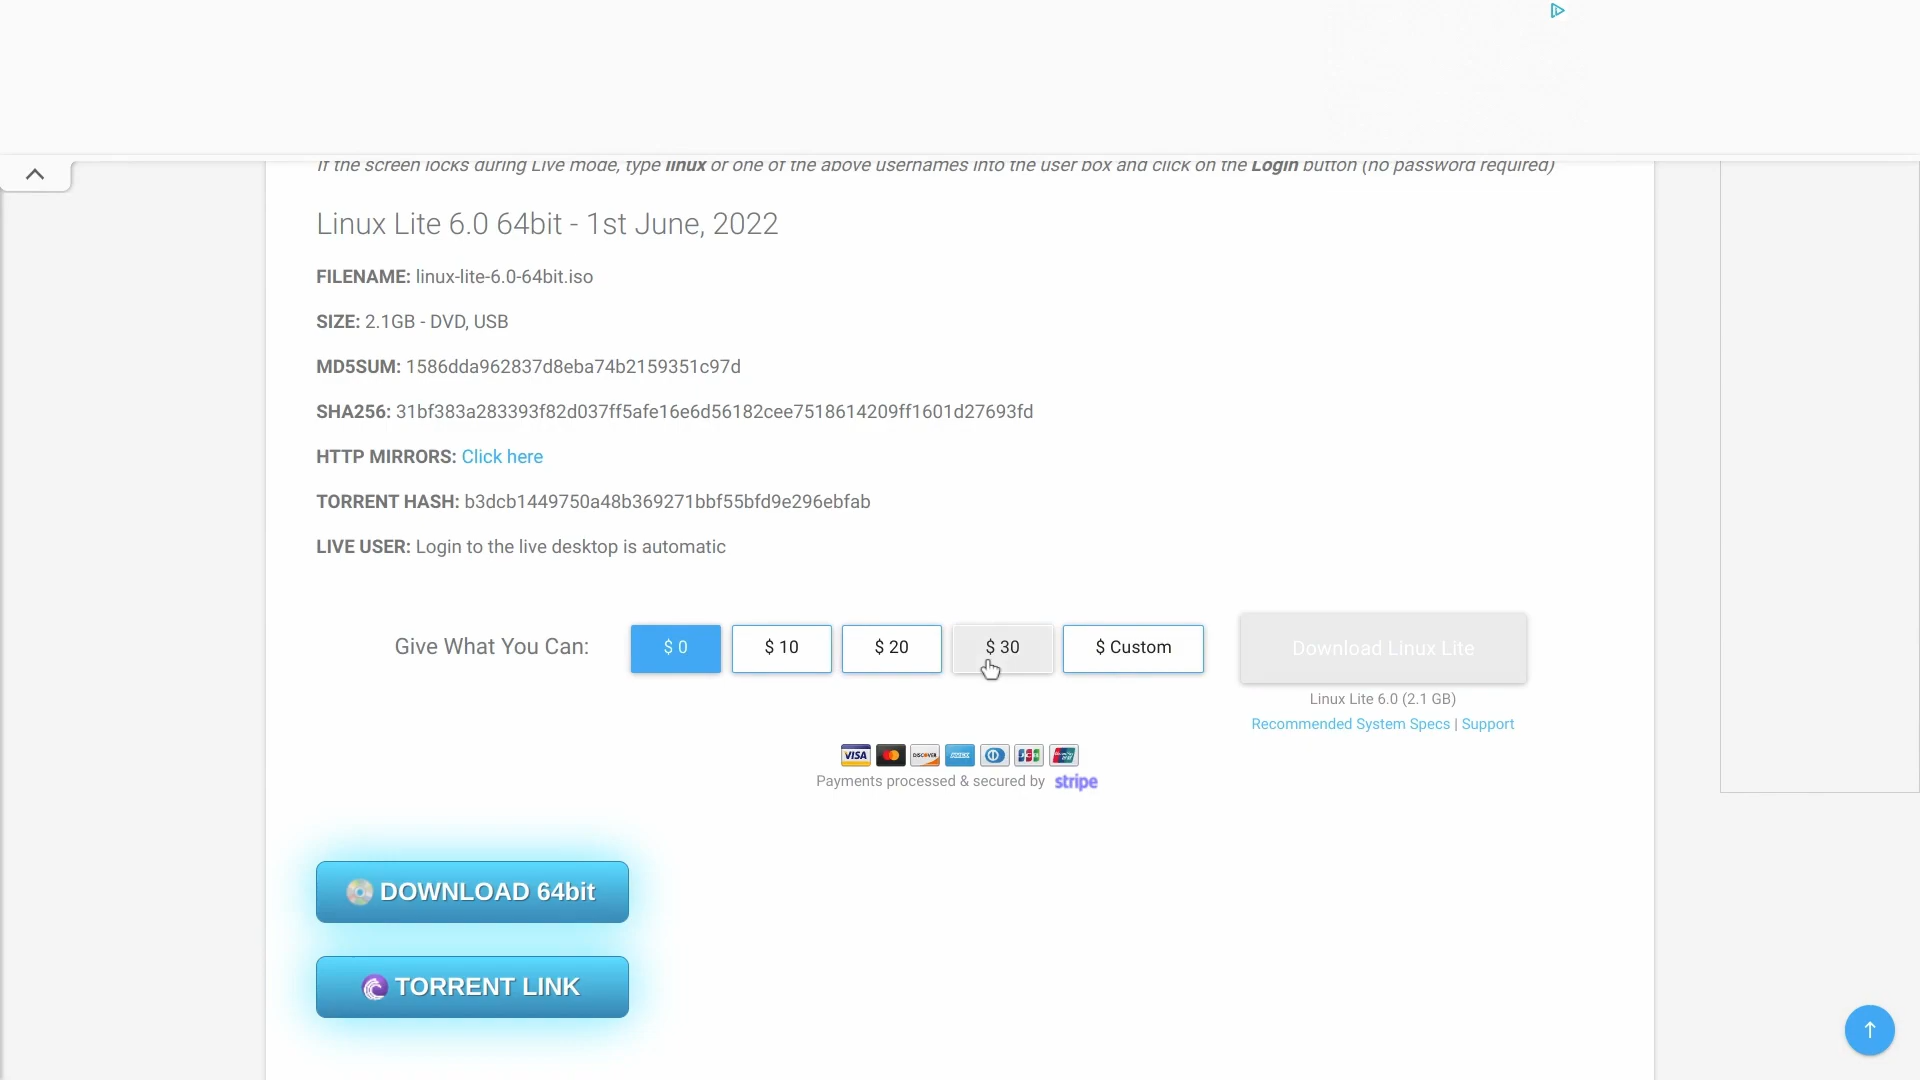 If the screen locks during Live mode, type linux or one of the above usernames into the user box and click on the Login button (no password required)
Linux Lite 6.0 64bit - 1st June, 2022
FILENAME: linux-lite-6.0-64bit.iso
SIZE: 2.1GB - DVD, USB
MD5SUM: 1586dda962837d8eba74b2159351c97d
SHA256: 31bf383a283393f82d037ff5afe16e6d56182cee7518614209ff1601d27693fd
HTTP MIRRORS: Click here
TORRENT HASH: b3dcb1449750a48b369271bbf55bfd9e296ebfab
LIVE USER: Login to the live desktop is automatic
Give What You Can: $ 0 $ 10 $ 20 $ 30 $ Custom Download Linux Lite
Linux Lite 6.0 (2.1 GB)
Recommended System Specs | Support
VISA DISCOVER AMEX JCB
Payments processed & secured by stripe
DOWNLOAD 64bit
TORRENT LINK